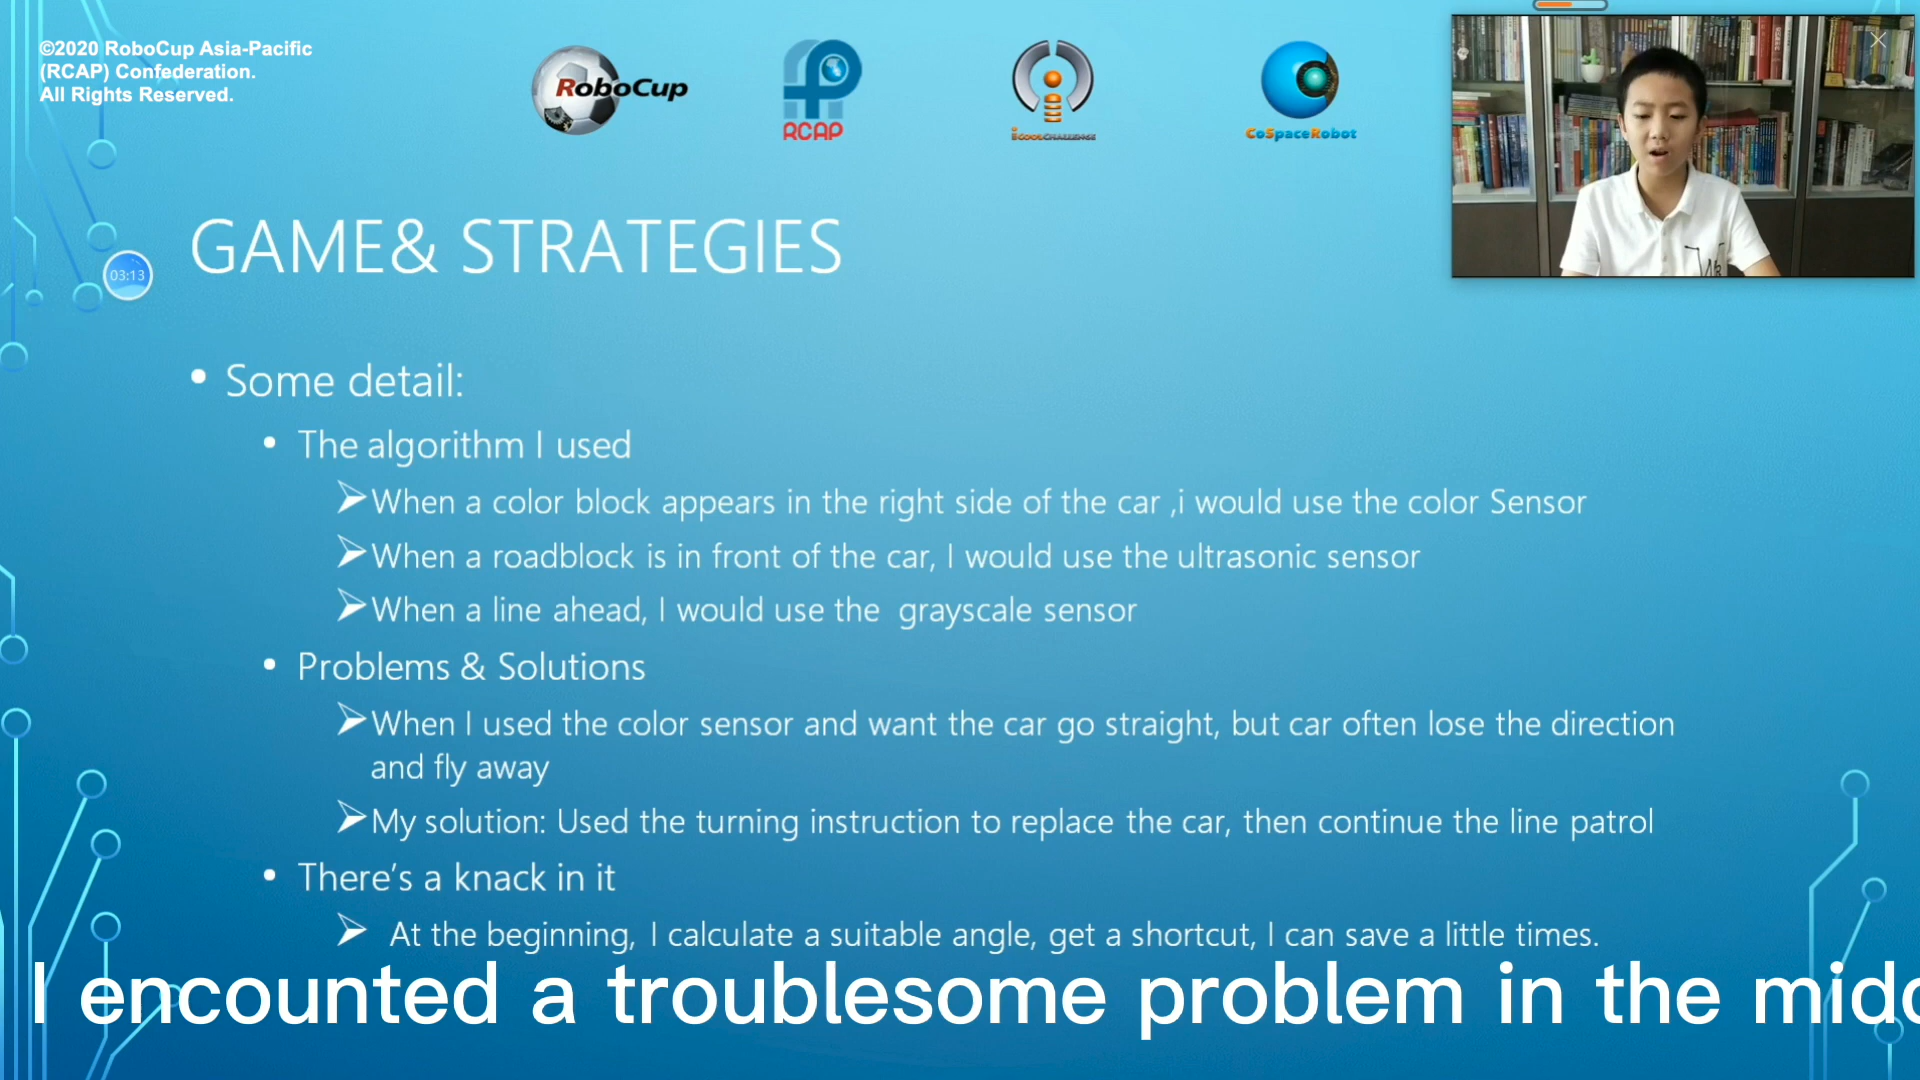 ©2020 RoboCup Asia-Pacific
(RCAP) Confederation.
All Rights Reserved.
RoboCup
RCAP
iCOOLCHALLENGE
CoSpaceRobot
GAME& STRATEGIES
03:13
• Some detail:
• The algorithm I used
When a color block appears in the right side of the car ,i would use the color Sensor
When a roadblock is in front of the car, I would use the ultrasonic sensor
When a line ahead, I would use the grayscale sensor
• Problems & Solutions
When I used the color sensor and want the car go straight, but car often lose the direction
and fly away
My solution: Used the turning instruction to replace the car, then continue the line patrol
• There’s a knack in it
At the beginning, I calculate a suitable angle, get a shortcut, I can save a little times.
I encounted a troublesome problem in the midd